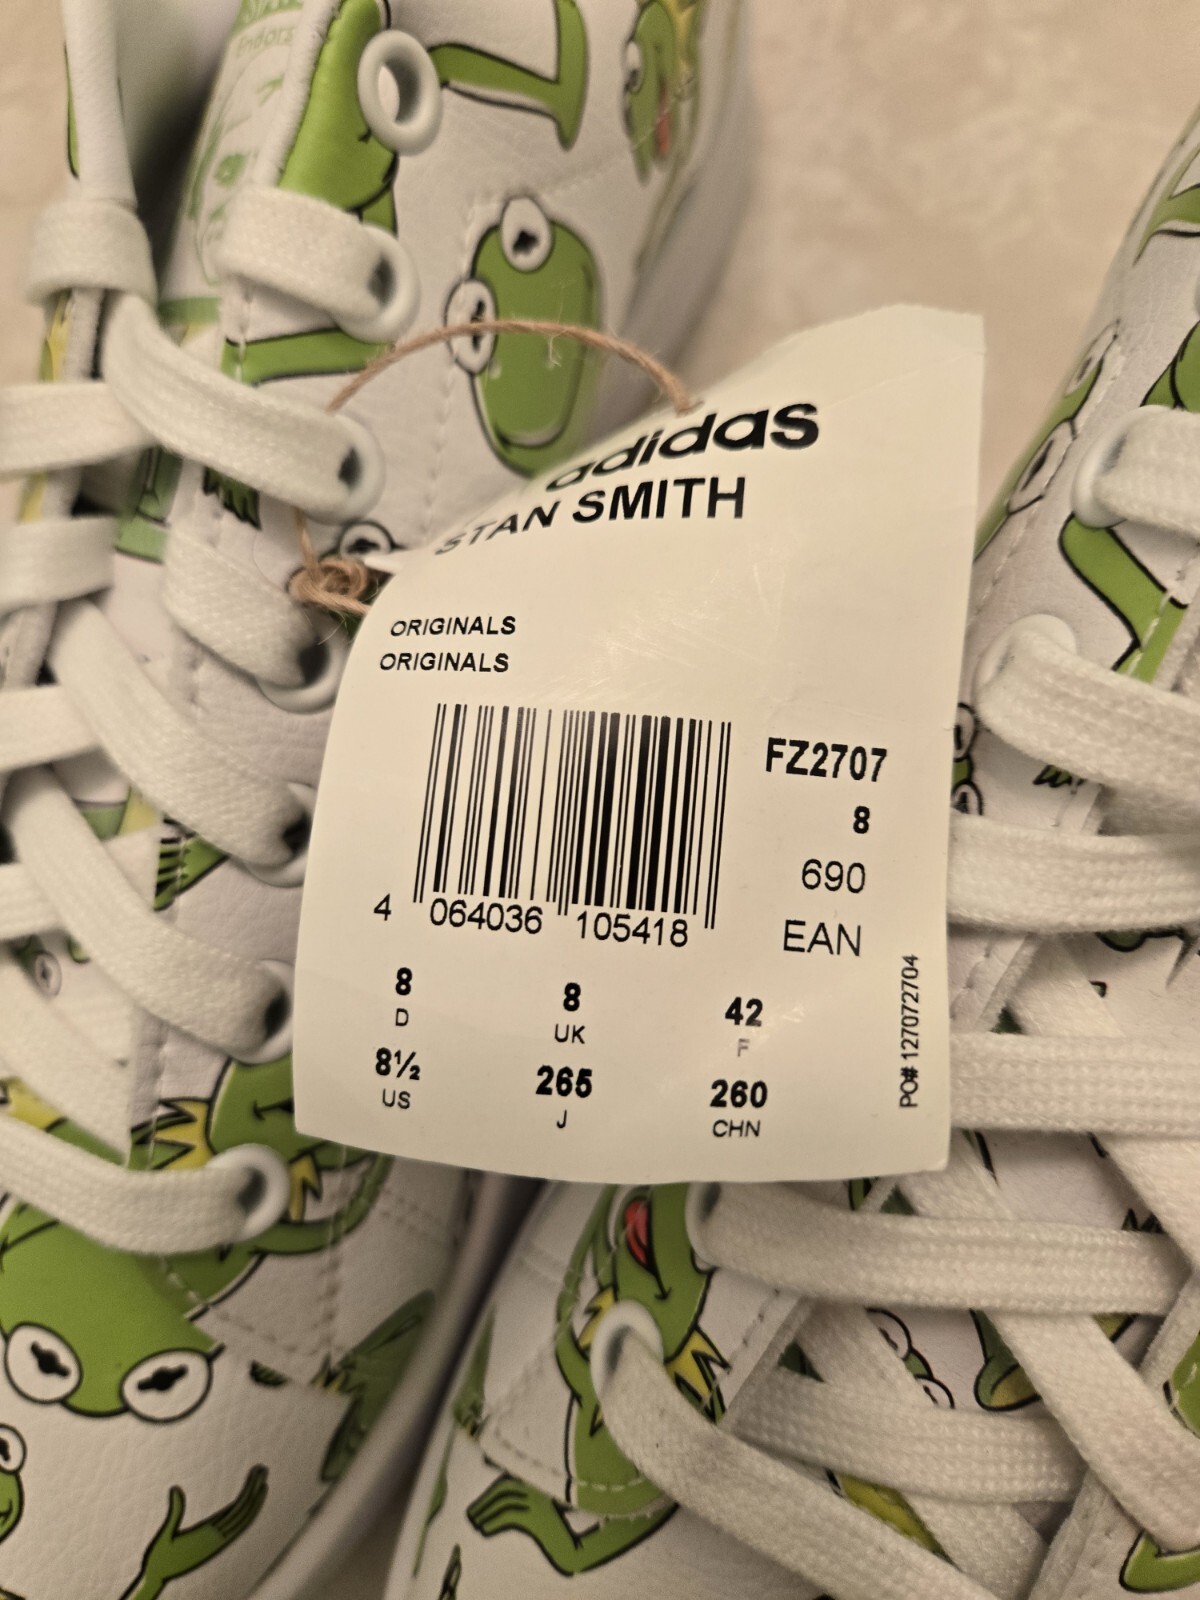 Endors
adidas
STAN SMITH
ORIGINALS
ORIGINALS
FZ2707
8
690
EAN
4 064036 105418
8 8 42
D UK F
8½ 265 260
US J CHN
PO# 127072704